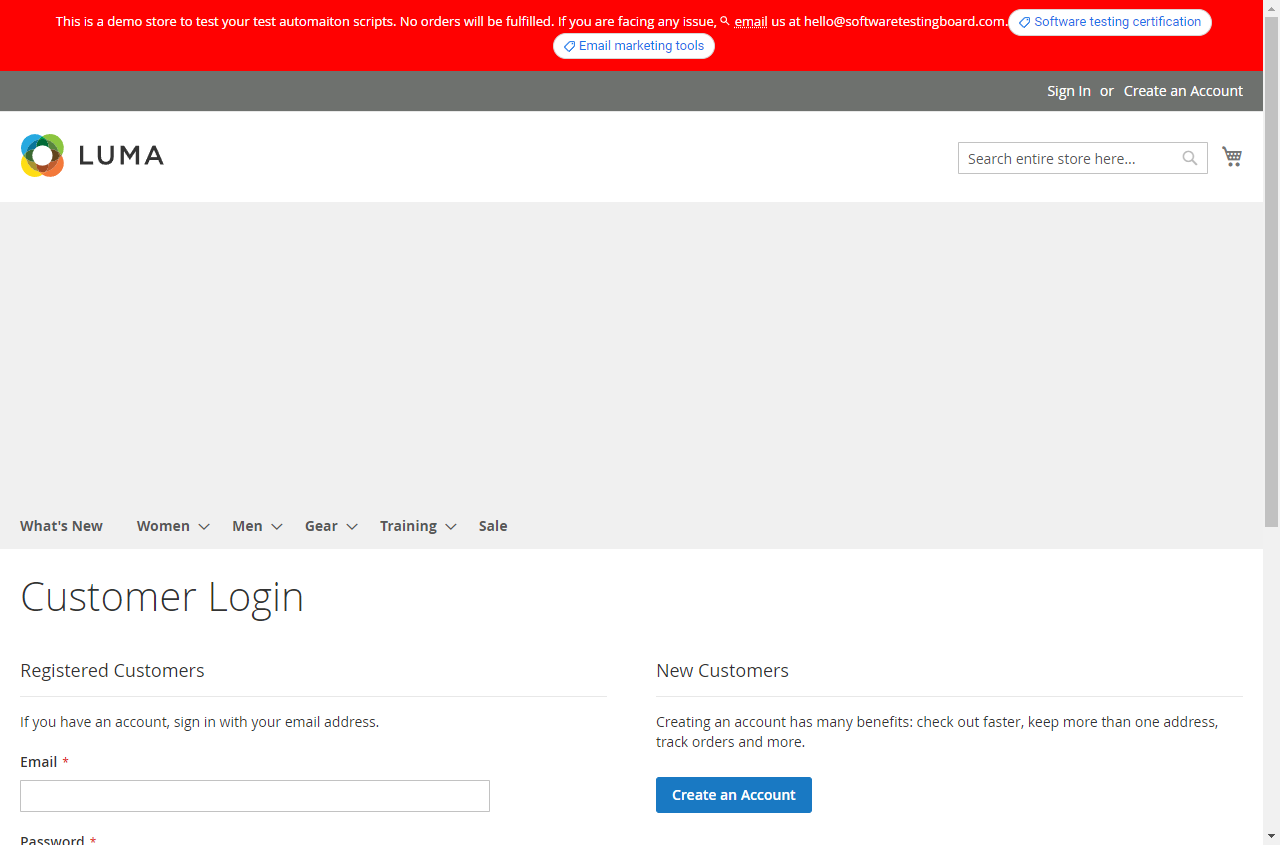 This is a demo store to test your test automaiton scripts. No orders will be fulfilled. If you are facing any issue, email us at hello@softwaretestingboard.com. Software testing certification
Email marketing tools
Sign In or Create an Account
LUMA
Search entire store here...
What's New Women Men Gear Training Sale
Customer Login
Registered Customers
If you have an account, sign in with your email address.
Email *
Password *
New Customers
Creating an account has many benefits: check out faster, keep more than one address,
track orders and more.
Create an Account